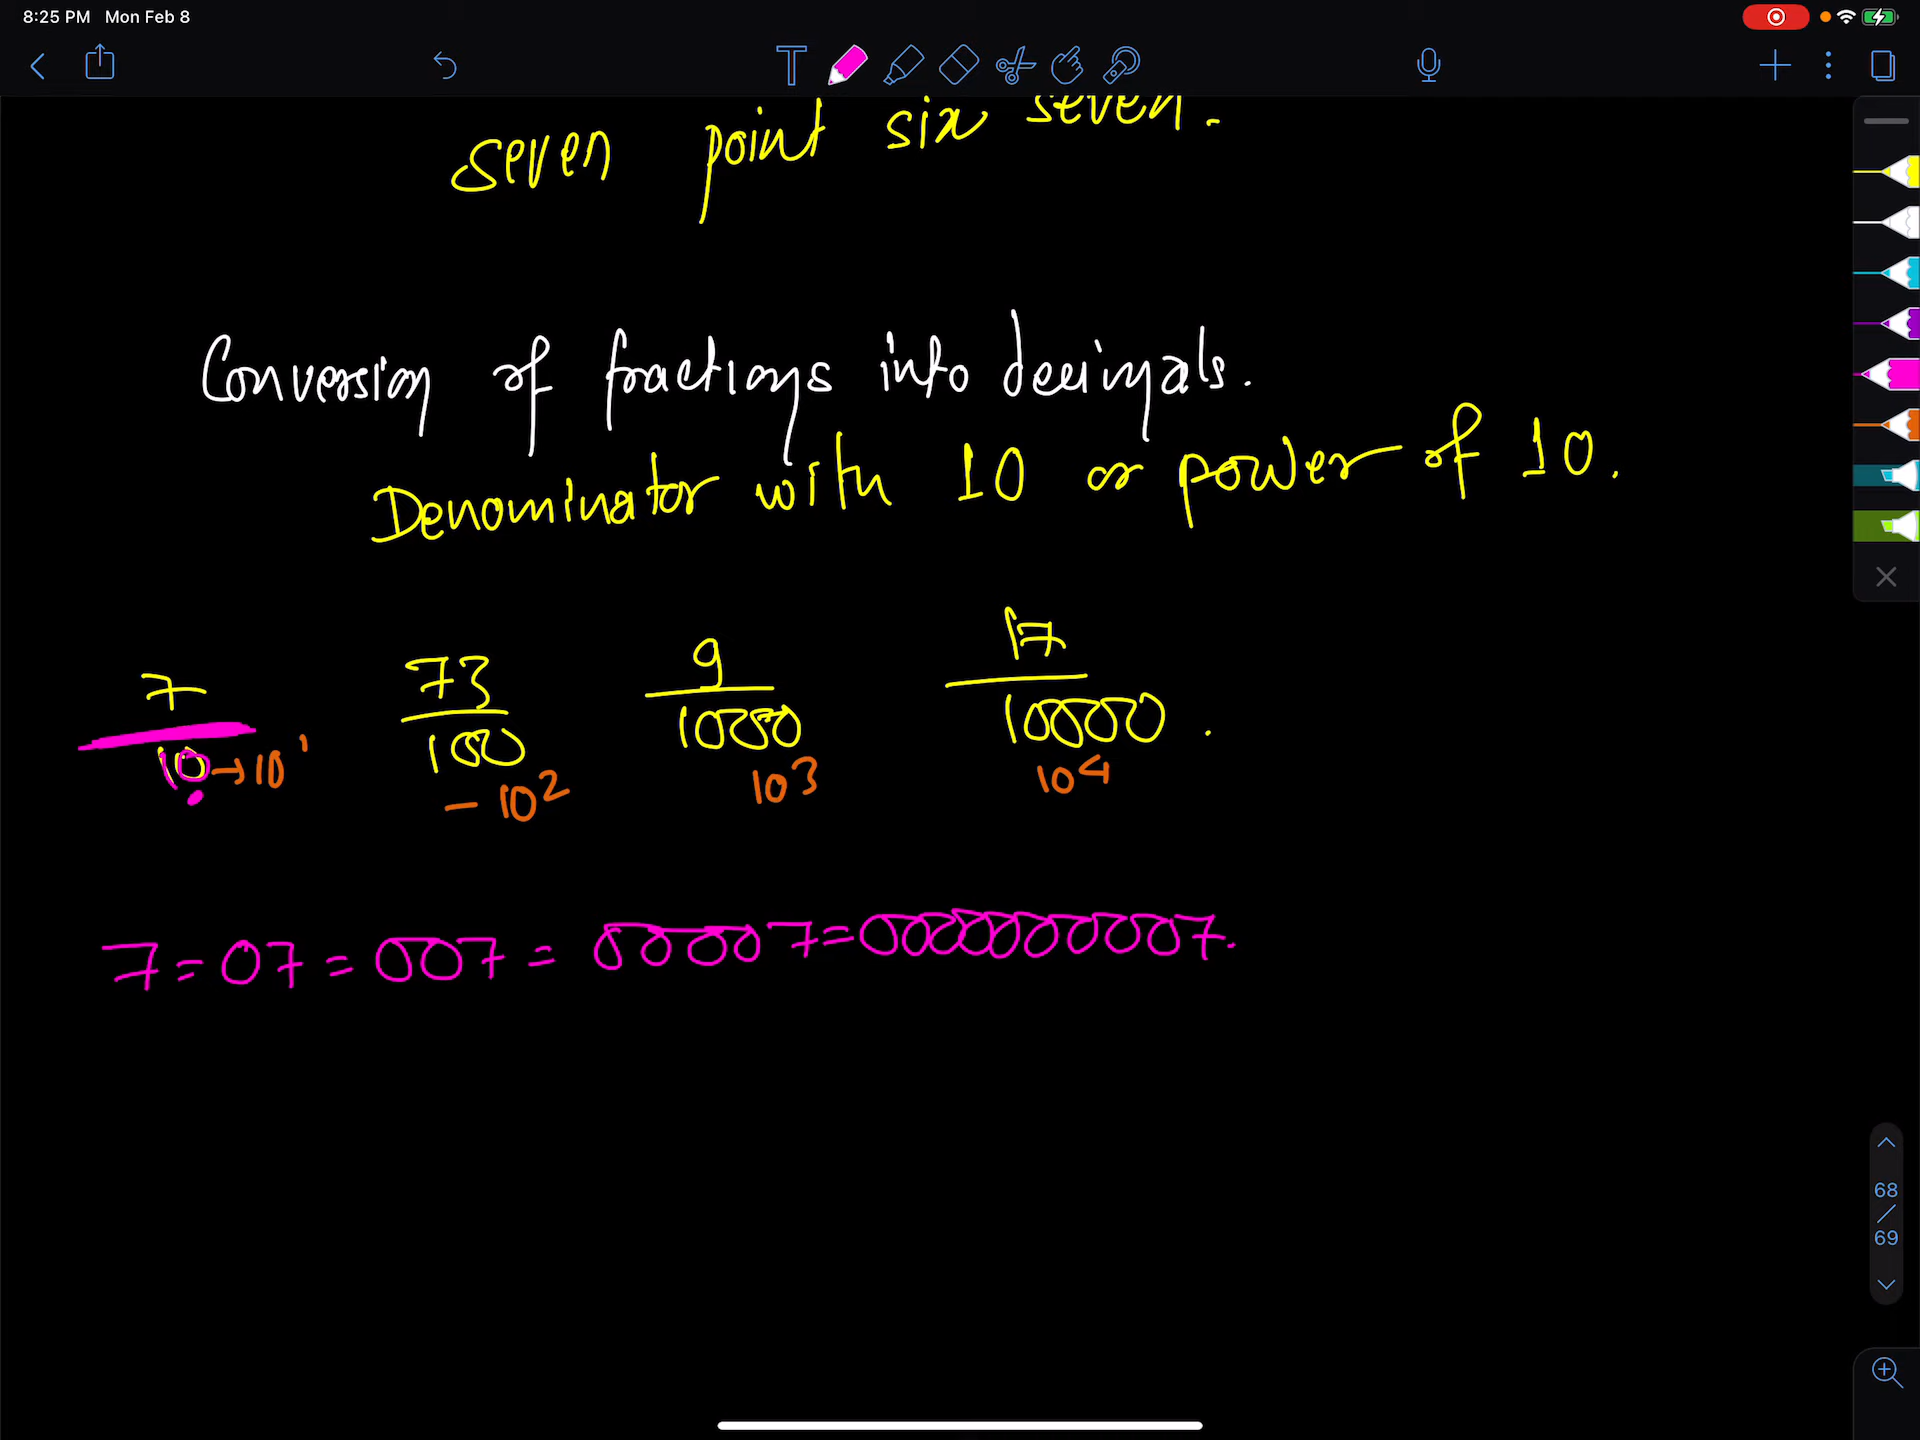 8:25 PM Mon Feb 8
seven point six seven.
Conversion of fractions into decimals.
Denominator with 10 or power of 10.
7/10 → 10¹ 73/100 - 10² 9/1000 10³ 17/10000 . 10⁴
7 = 07 = 007 = 00007 = 0000000007.
68
/
69